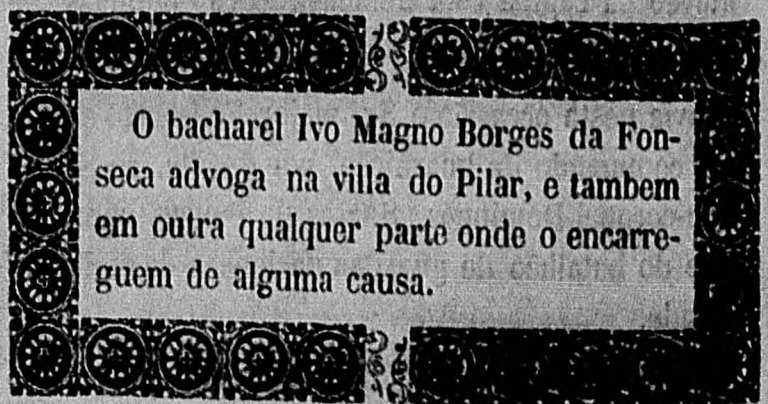 O bacharel Ivo Magno Borges da Fon-
seca advoga na villa do Pilar, e tambem
em outra qualquer parte onde o encarre-
guem de alguma causa.